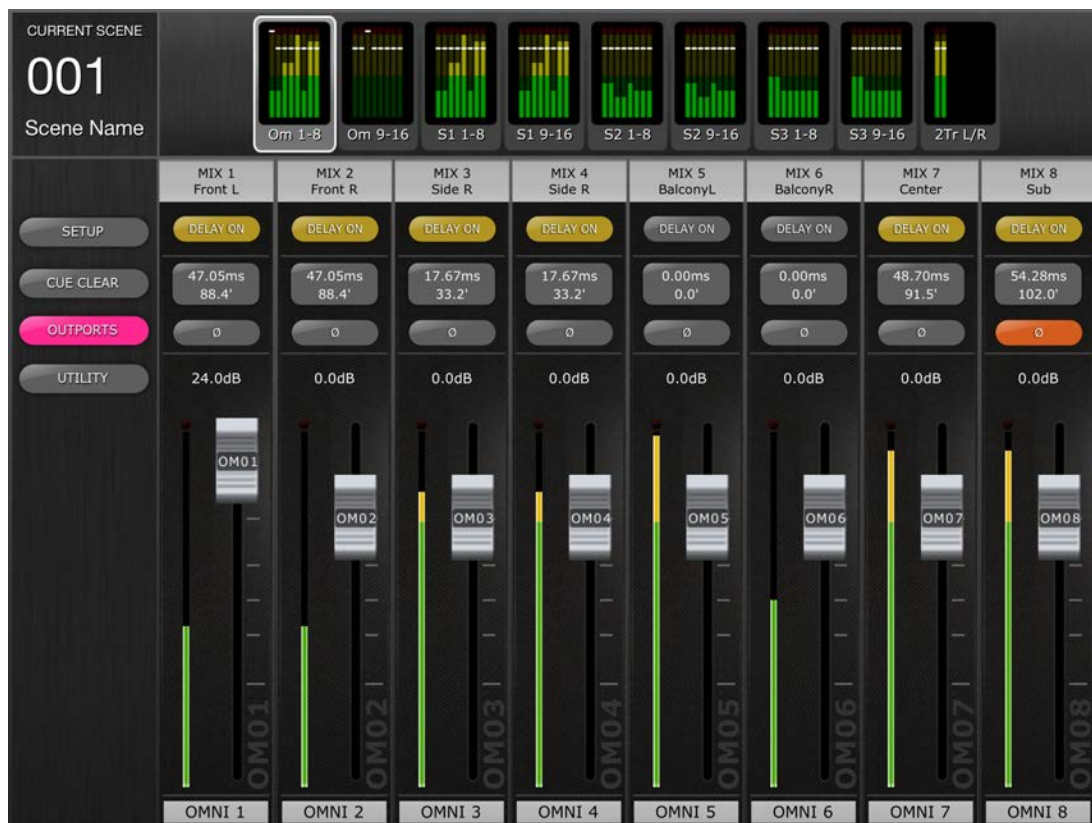 CURRENT SCENE
001
Scene Name
Om 1-8
Om 9-16
S1 1-8
S1 9-16
S2 1-8
S2 9-16
S3 1-8
S3 9-16
2Tr L/R
SETUP
CUE CLEAR
OUTPORTS
UTILITY
MIX 1
Front L
DELAY ON
47.05ms
88.4'
Ø
24.0dB
OM01
OM01
OMNI 1
MIX 2
Front R
DELAY ON
47.05ms
88.4'
Ø
0.0dB
OM02
OM02
OMNI 2
MIX 3
Side R
DELAY ON
17.67ms
33.2'
Ø
0.0dB
OM03
OM03
OMNI 3
MIX 4
Side R
DELAY ON
17.67ms
33.2'
Ø
0.0dB
OM04
OM04
OMNI 4
MIX 5
BalconyL
DELAY ON
0.00ms
0.0'
Ø
0.0dB
OM05
OM05
OMNI 5
MIX 6
BalconyR
DELAY ON
0.00ms
0.0'
Ø
0.0dB
OM06
OM06
OMNI 6
MIX 7
Center
DELAY ON
48.70ms
91.5'
Ø
0.0dB
OM07
OM07
OMNI 7
MIX 8
Sub
DELAY ON
54.28ms
102.0'
Ø
0.0dB
OM08
OM08
OMNI 8